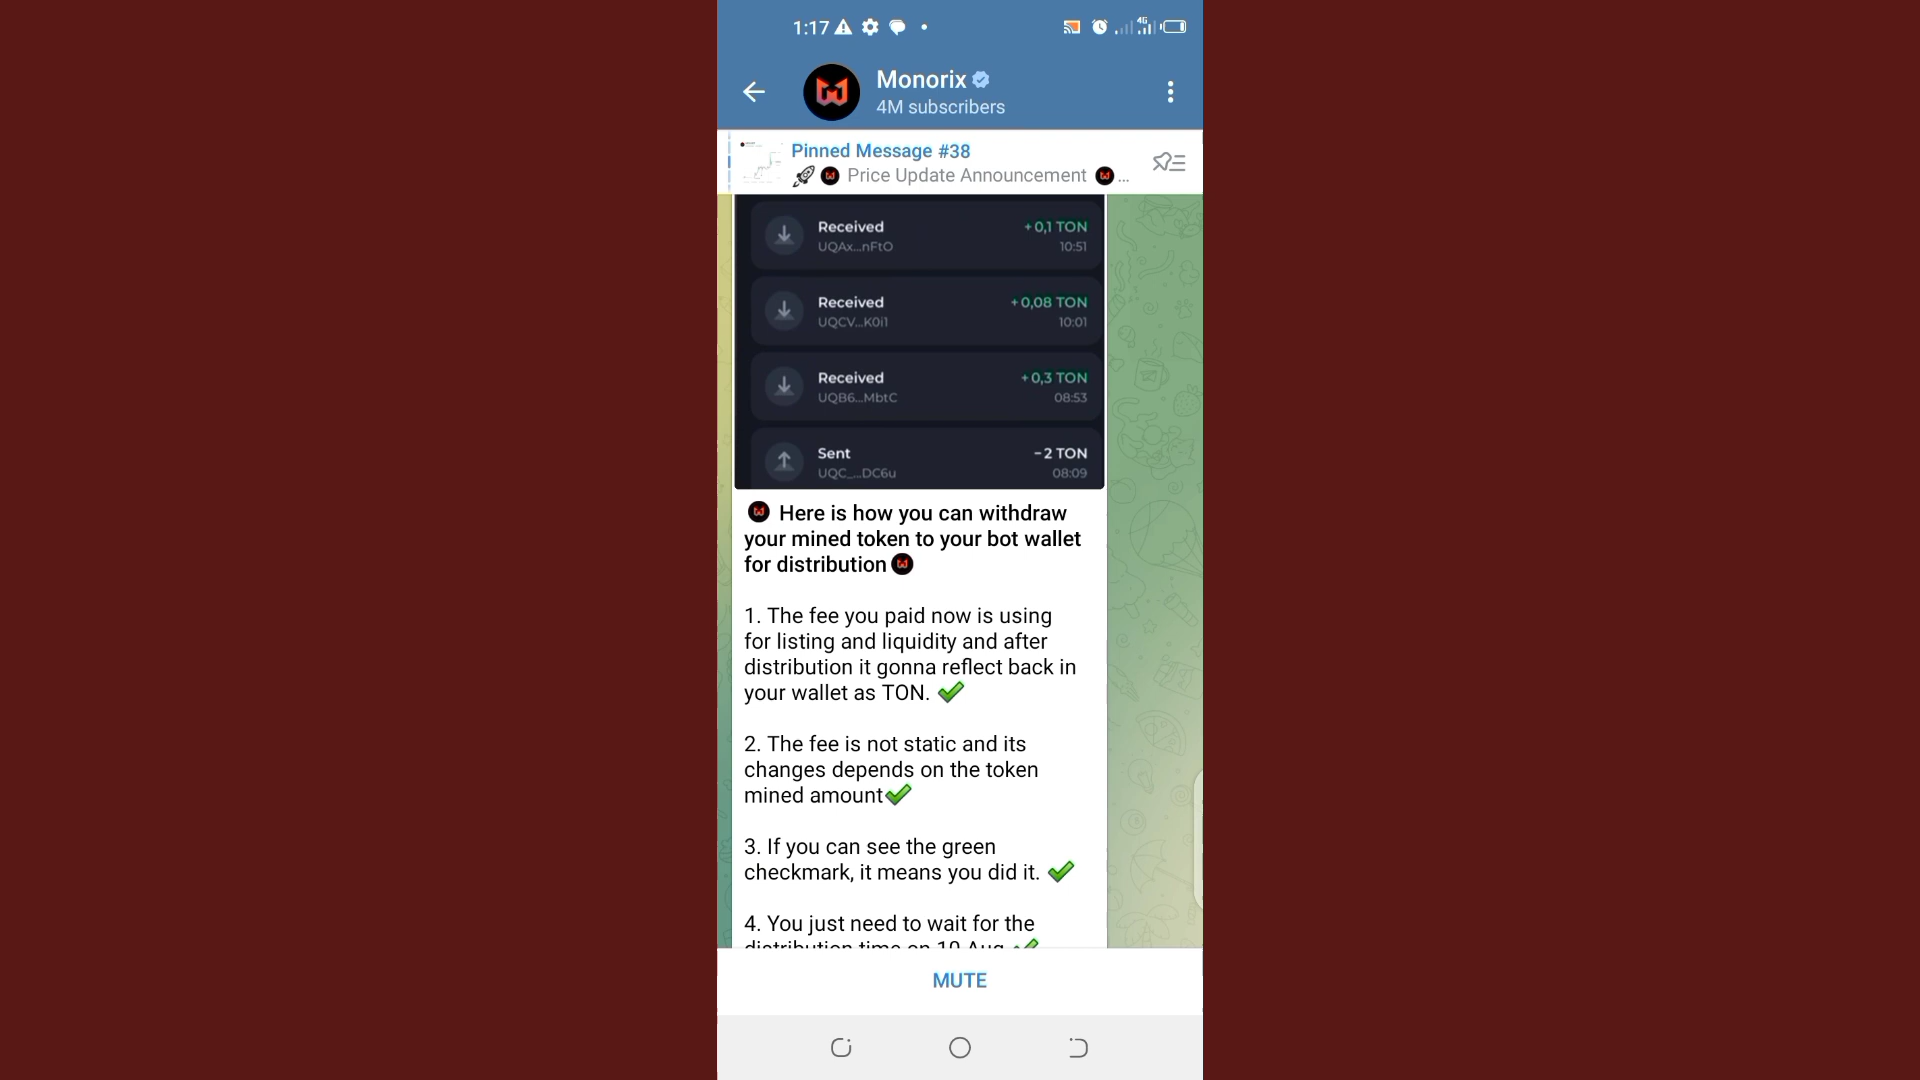 1:17
4G
Monorix
4M subscribers
Pinned Message #38
Price Update Announcement ...
Received +0,1 TON
UQAx...nFtO 10:51
Received +0,08 TON
UQCV...K0i1 10:01
Received +0,3 TON
UQB6...MbtC 08:53
Sent −2 TON
UQC_...DC6u 08:09
Here is how you can withdraw
your mined token to your bot wallet
for distribution
1. The fee you paid now is using
for listing and liquidity and after
distribution it gonna reflect back in
your wallet as TON.
2. The fee is not static and its
changes depends on the token
mined amount
3. If you can see the green
checkmark, it means you did it.
4. You just need to wait for the
distribution time on 10 Aug
MUTE